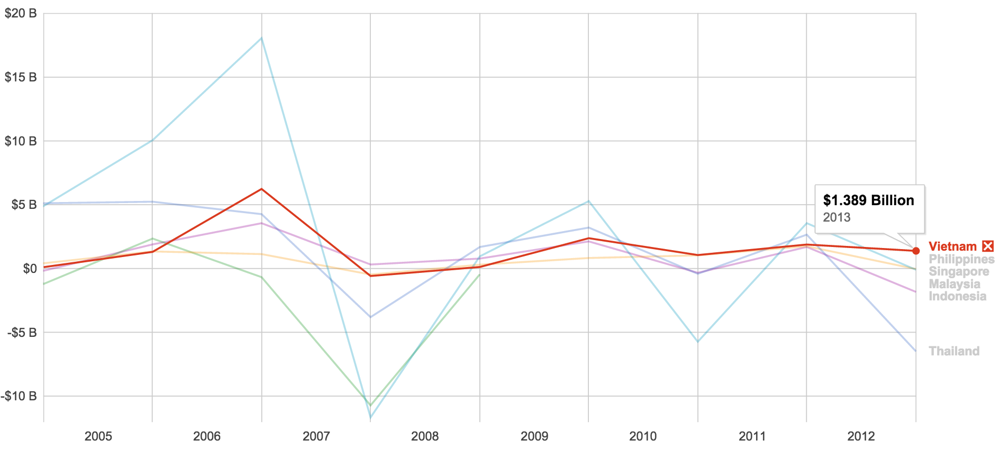 $20 B
$15 B
$10 B
$5 B
$0
-$5 B
-$10 B
$1.389 Billion
2013
Vietnam
Philippines
Singapore
Malaysia
Indonesia
Thailand
2005 2006 2007 2008 2009 2010 2011 2012